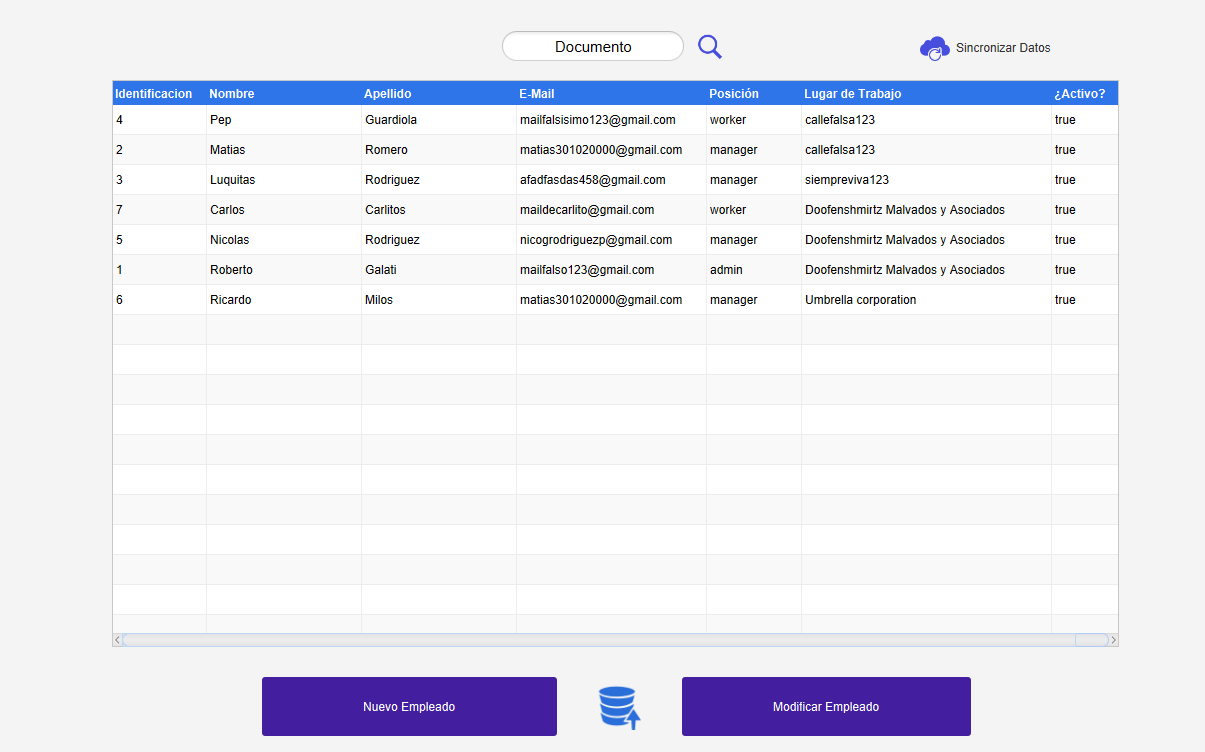 Documento
Sincronizar Datos
Identificacion Nombre Apellido E-Mail Posición Lugar de Trabajo ¿Activo?
4 Pep Guardiola mailfalsisimo123@gmail.com worker callefalsa123 true
2 Matias Romero matias301020000@gmail.com manager callefalsa123 true
3 Luquitas Rodriguez afadfasdas458@gmail.com manager siempreviva123 true
7 Carlos Carlitos maildecarlito@gmail.com worker Doofenshmirtz Malvados y Asociados true
5 Nicolas Rodriguez nicogrodriguezp@gmail.com manager Doofenshmirtz Malvados y Asociados true
1 Roberto Galati mailfalso123@gmail.com admin Doofenshmirtz Malvados y Asociados true
6 Ricardo Milos matias301020000@gmail.com manager Umbrella corporation true
Nuevo Empleado
Modificar Empleado